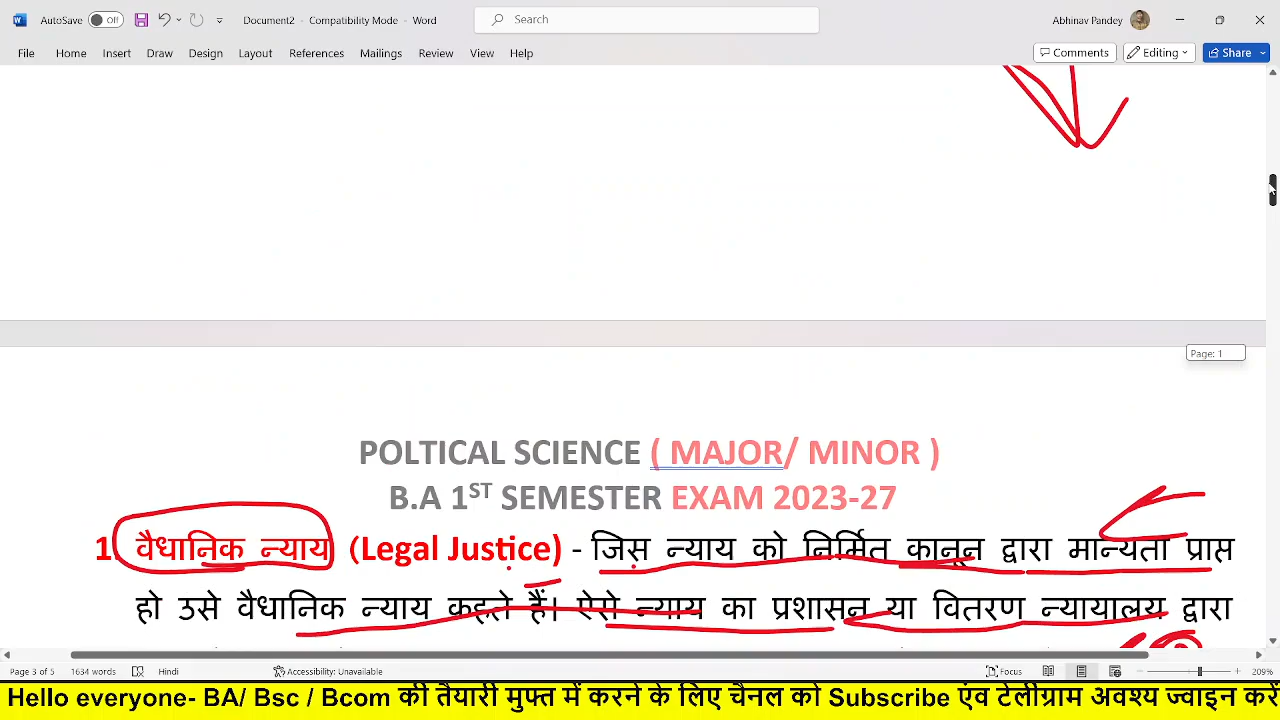 AutoSave Off Document2 - Compatibility Mode - Word Search Abhinav Pandey
File Home Insert Draw Design Layout References Mailings Review View Help Comments Editing Share
Page: 1
POLTICAL SCIENCE ( MAJOR/ MINOR )
B.A 1ST SEMESTER EXAM 2023-27
1. वैधानिक न्याय (Legal Justice) - जिस न्याय को निर्मित कानून द्वारा मान्यता प्राप्त
हो उसे वैधानिक न्याय कहते हैं। ऐसे न्याय का प्रशासन या वितरण न्यायालय द्वारा
Page 3 of 5 1634 words Hindi Accessibility: Unavailable Focus 209%
Hello everyone- BA/ Bsc / Bcom की तैयारी मुफ्त में करने के लिए चैनल को Subscribe एंव टेलीग्राम अवश्य ज्वाइन करें